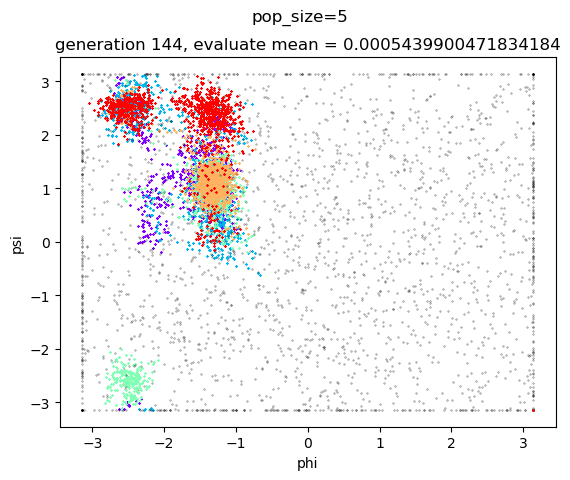 pop_size=5
generation 144, evaluate mean = 0.0005439900471834184
3
2
1
0
−1
−2
−3
psi
−3 −2 −1 0 1 2 3
phi